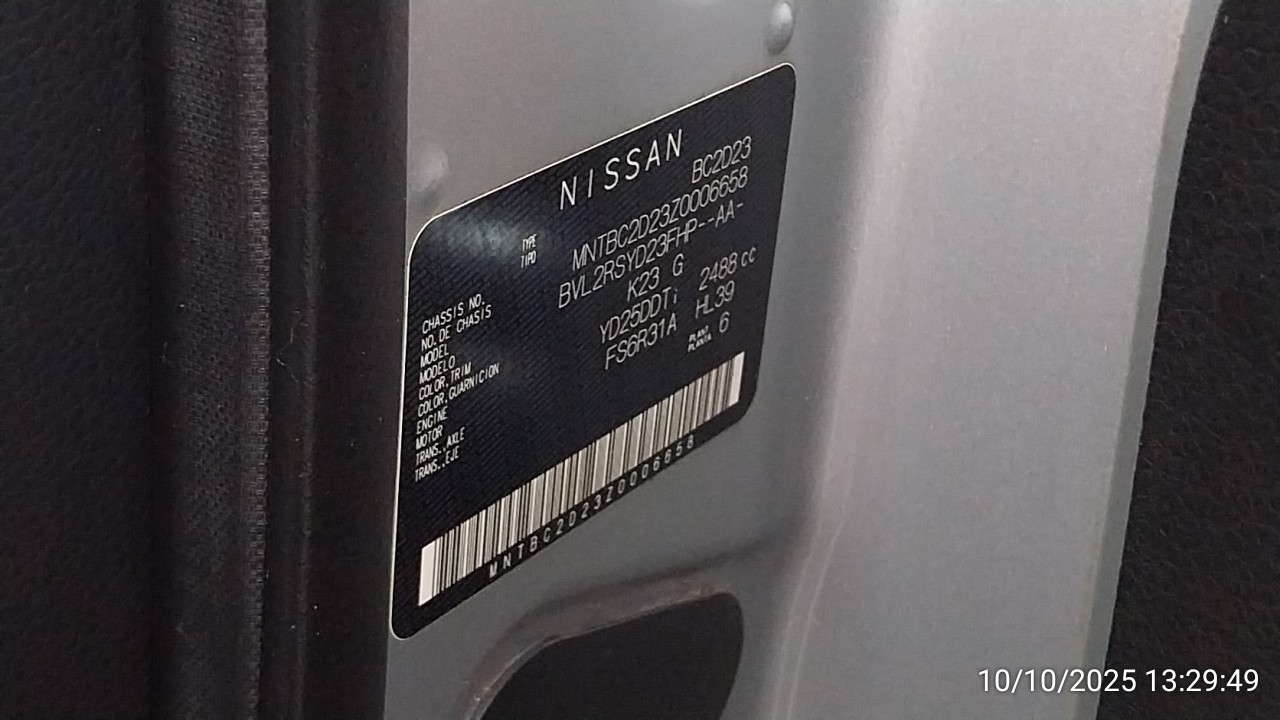 NISSAN
TYPE BC2D23
TIPO
CHASSIS NO. MNTBC2D23Z0006658
NO. DE CHASIS
MODEL BVL2RSYD23FHP--AA-
MODELO
COLOR,TRIM K23 G
COLOR,GUARNICION
ENGINE YD25DDTi 2488 cc
MOTOR
TRANS.,AXLE FS6R31A HL39
TRANS.,EJE
PLANT 6
PLANTA
MNTBC2D23Z0006658
10/10/2025 13:29:49